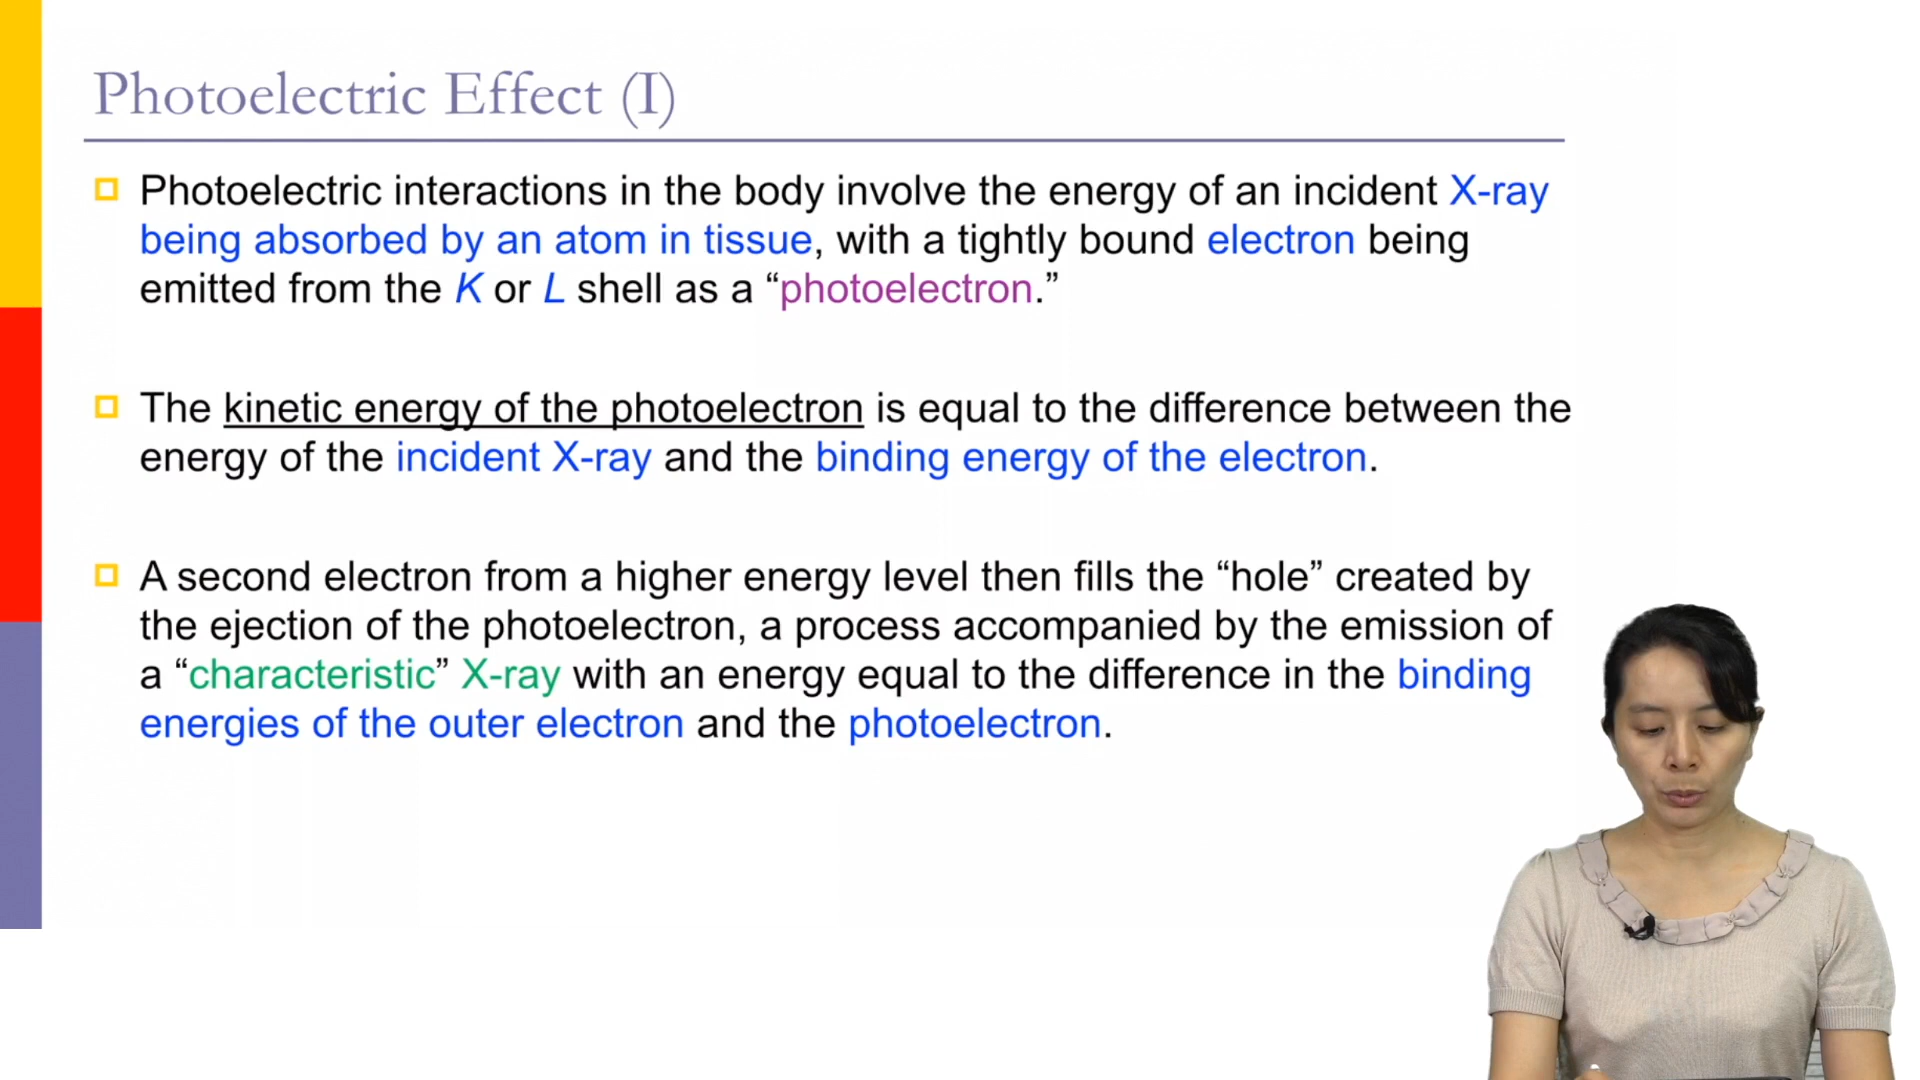 Photoelectric Effect (I)
Photoelectric interactions in the body involve the energy of an incident X-ray
being absorbed by an atom in tissue, with a tightly bound electron being
emitted from the K or L shell as a “photoelectron.”
The kinetic energy of the photoelectron is equal to the difference between the
energy of the incident X-ray and the binding energy of the electron.
A second electron from a higher energy level then fills the “hole” created by
the ejection of the photoelectron, a process accompanied by the emission of
a “characteristic” X-ray with an energy equal to the difference in the binding
energies of the outer electron and the photoelectron.